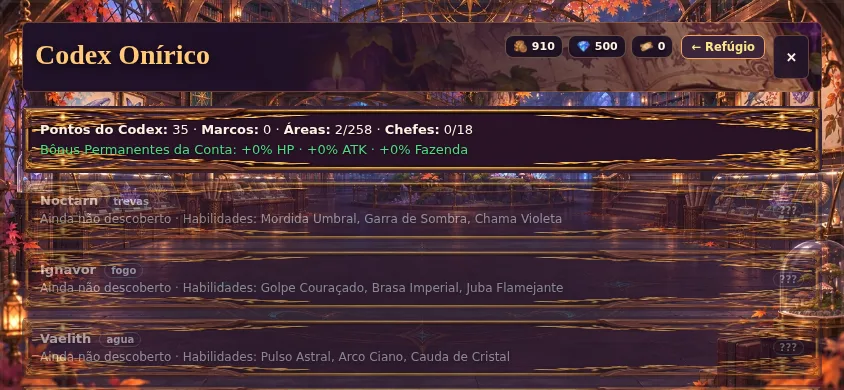 Codex Onírico
910
500
0
← Refúgio
×
Pontos do Codex: 35 · Marcos: 0 · Áreas: 2/258 · Chefes: 0/18
Bônus Permanentes da Conta: +0% HP · +0% ATK · +0% Fazenda
Noctarn trevas
???
Ainda não descoberto · Habilidades: Mordida Umbral, Garra de Sombra, Chama Violeta
Ignavor fogo
???
Ainda não descoberto · Habilidades: Golpe Couraçado, Brasa Imperial, Juba Flamejante
Vaelith agua
???
Ainda não descoberto · Habilidades: Pulso Astral, Arco Ciano, Cauda de Cristal